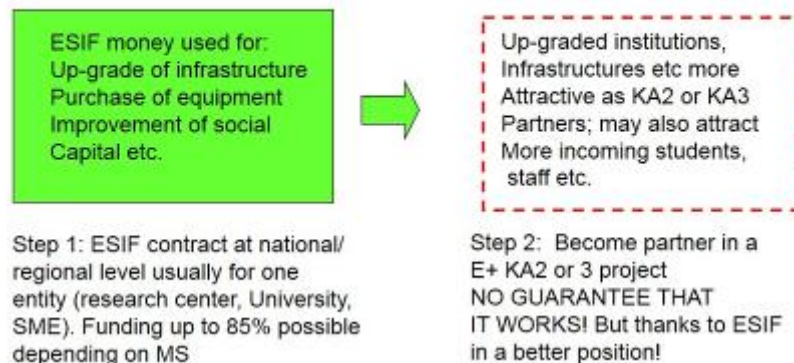 ESIF money used for:
Up-grade of infrastructure
Purchase of equipment
Improvement of social
Capital etc.
Up-graded institutions,
Infrastructures etc more
Attractive as KA2 or KA3
Partners; may also attract
More incoming students,
staff etc.
Step 1: ESIF contract at national/
regional level usually for one
entity (research center, University,
SME). Funding up to 85% possible
depending on MS
Step 2: Become partner in a
E+ KA2 or 3 project
NO GUARANTEE THAT
IT WORKS! But thanks to ESIF
in a better position!